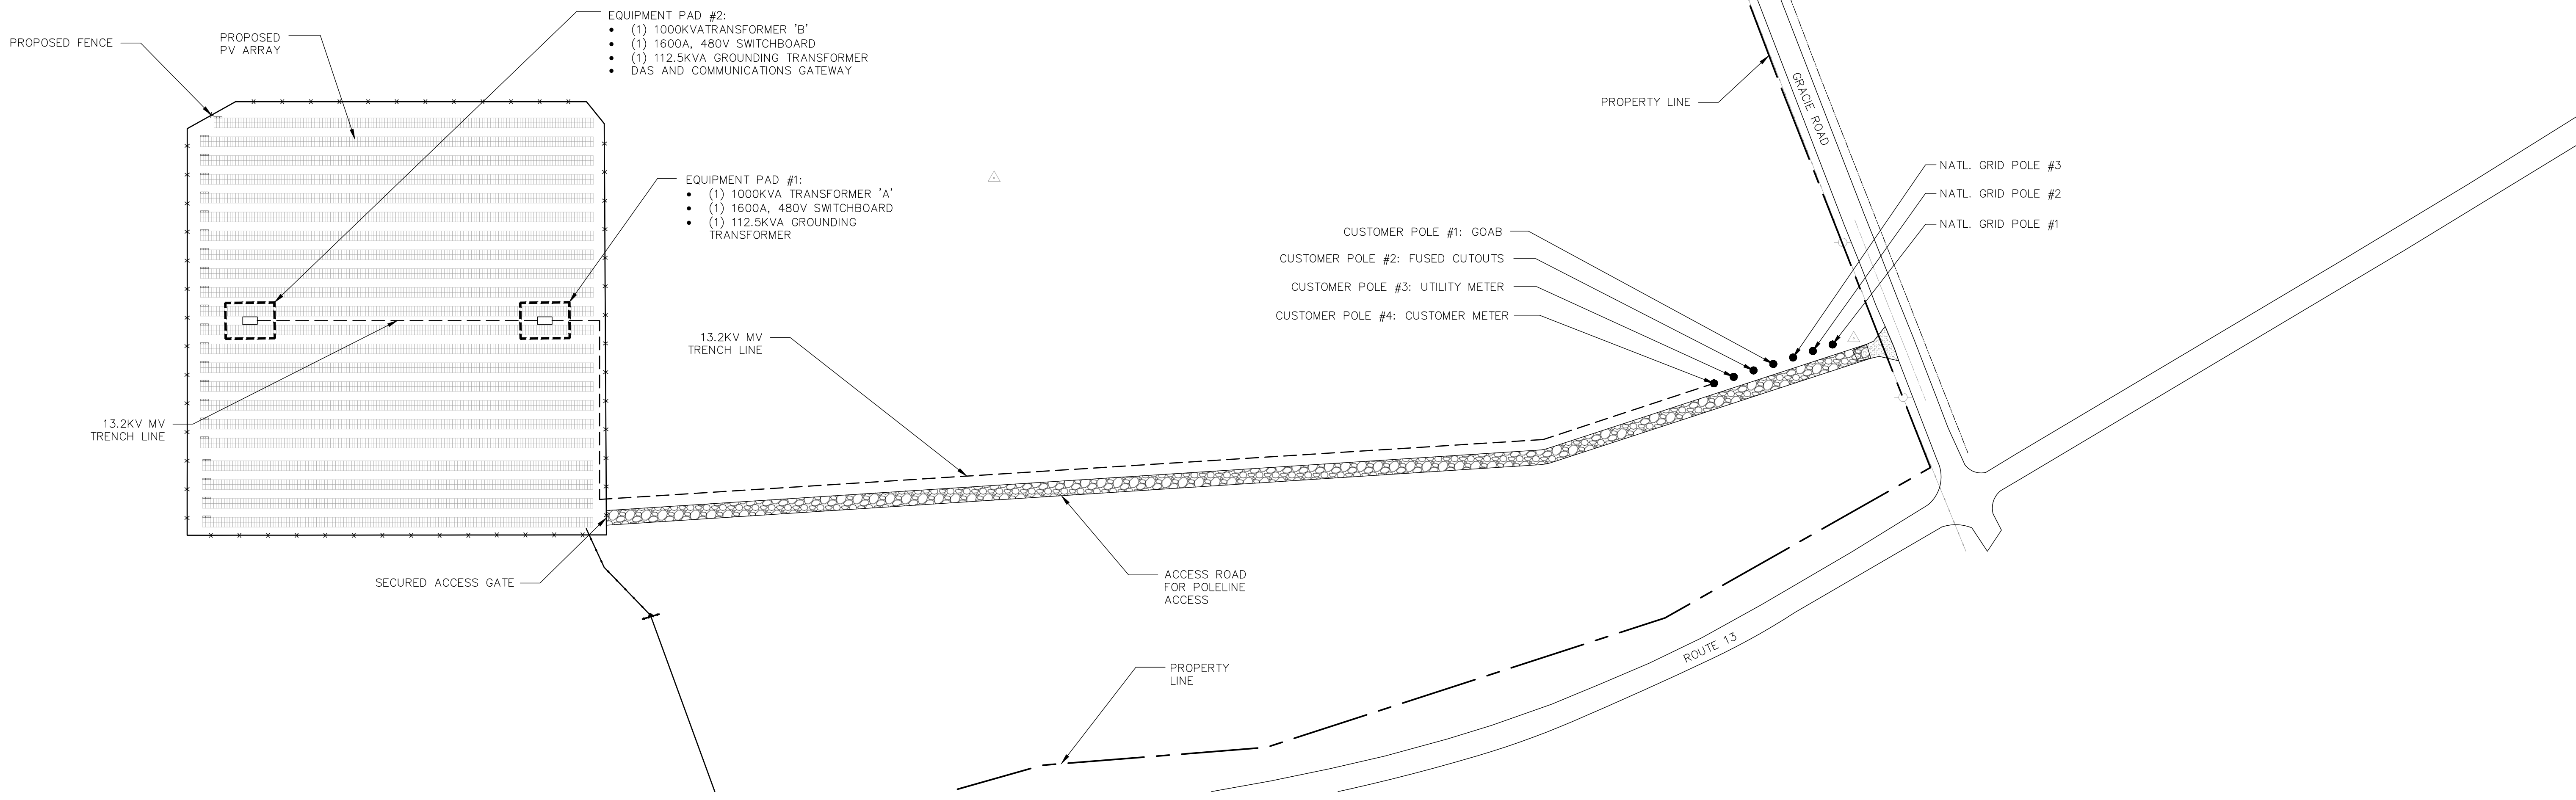 EQUIPMENT PAD #2:
• (1) 1000KVATRANSFORMER 'B'
• (1) 1600A, 480V SWITCHBOARD
• (1) 112.5KVA GROUNDING TRANSFORMER
• DAS AND COMMUNICATIONS GATEWAY
PROPOSED FENCE
PROPOSED
PV ARRAY
EQUIPMENT PAD #1:
• (1) 1000KVA TRANSFORMER 'A'
• (1) 1600A, 480V SWITCHBOARD
• (1) 112.5KVA GROUNDING
TRANSFORMER
PROPERTY LINE
GRACIE ROAD
NATL. GRID POLE #3
NATL. GRID POLE #2
NATL. GRID POLE #1
CUSTOMER POLE #1: GOAB
CUSTOMER POLE #2: FUSED CUTOUTS
CUSTOMER POLE #3: UTILITY METER
CUSTOMER POLE #4: CUSTOMER METER
13.2KV MV
TRENCH LINE
13.2KV MV
TRENCH LINE
SECURED ACCESS GATE
ACCESS ROAD
FOR POLELINE
ACCESS
PROPERTY
LINE
ROUTE 13